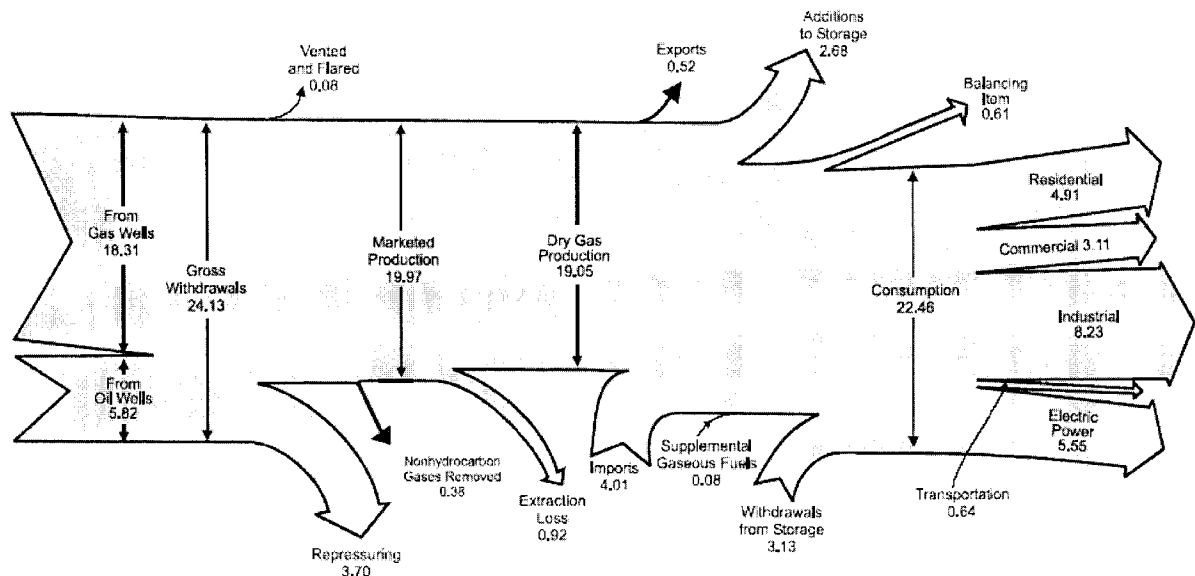 Additions
to Storage
2.68
Vented
and Flared
0.08
Exports
0.52
Balancing
Item
0.61
From
Gas Wells
18.31
Gross
Withdrawals
24.13
Marketed
Production
19.97
Dry Gas
Production
19.05
Consumption
22.46
Residential
4.91
Commercial 3.11
Industrial
8.23
Electric
Power
5.55
Transportation
0.64
From
Oil Wells
5.82
Repressuring
3.70
Nonhydrocarbon
Gases Removed
0.38
Extraction
Loss
0.92
Imports
4.01
Supplemental
Gaseous Fuels
0.08
Withdrawals
from Storage
3.13